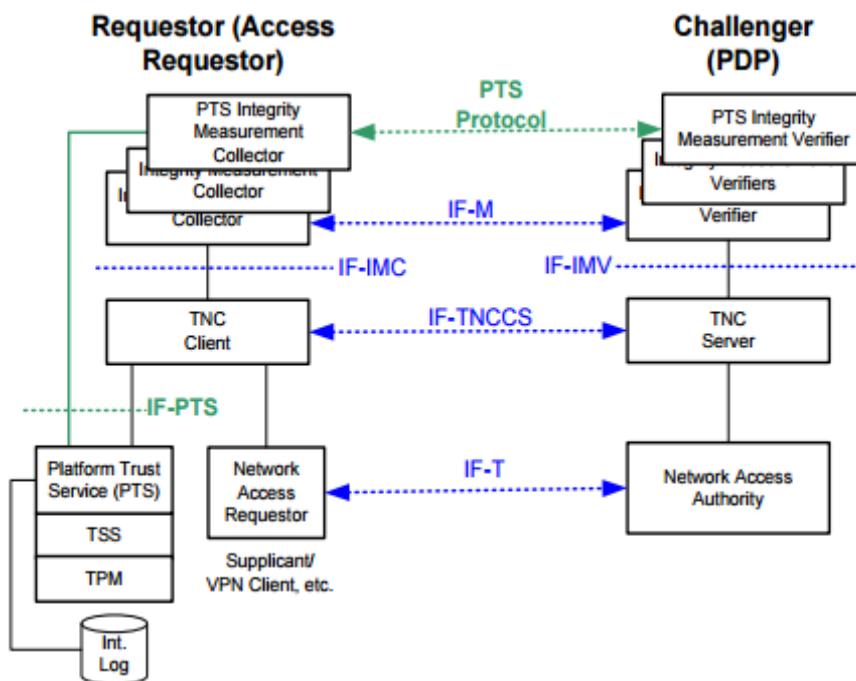 Requestor (Access
Requestor)
Challenger
(PDP)
PTS Integrity
Measurement
Collector
PTS
Protocol
PTS Integrity
Measurement Verifier
Integrity Measurement
Collector
Verifiers
Collector
IF-M
Verifier
IF-IMC
IF-IMV
TNC
Client
IF-TNCCS
TNC
Server
IF-PTS
Platform Trust
Service (PTS)
TSS
TPM
Network
Access
Requestor
IF-T
Network Access
Authority
Supplicant/
VPN Client, etc.
Int.
Log